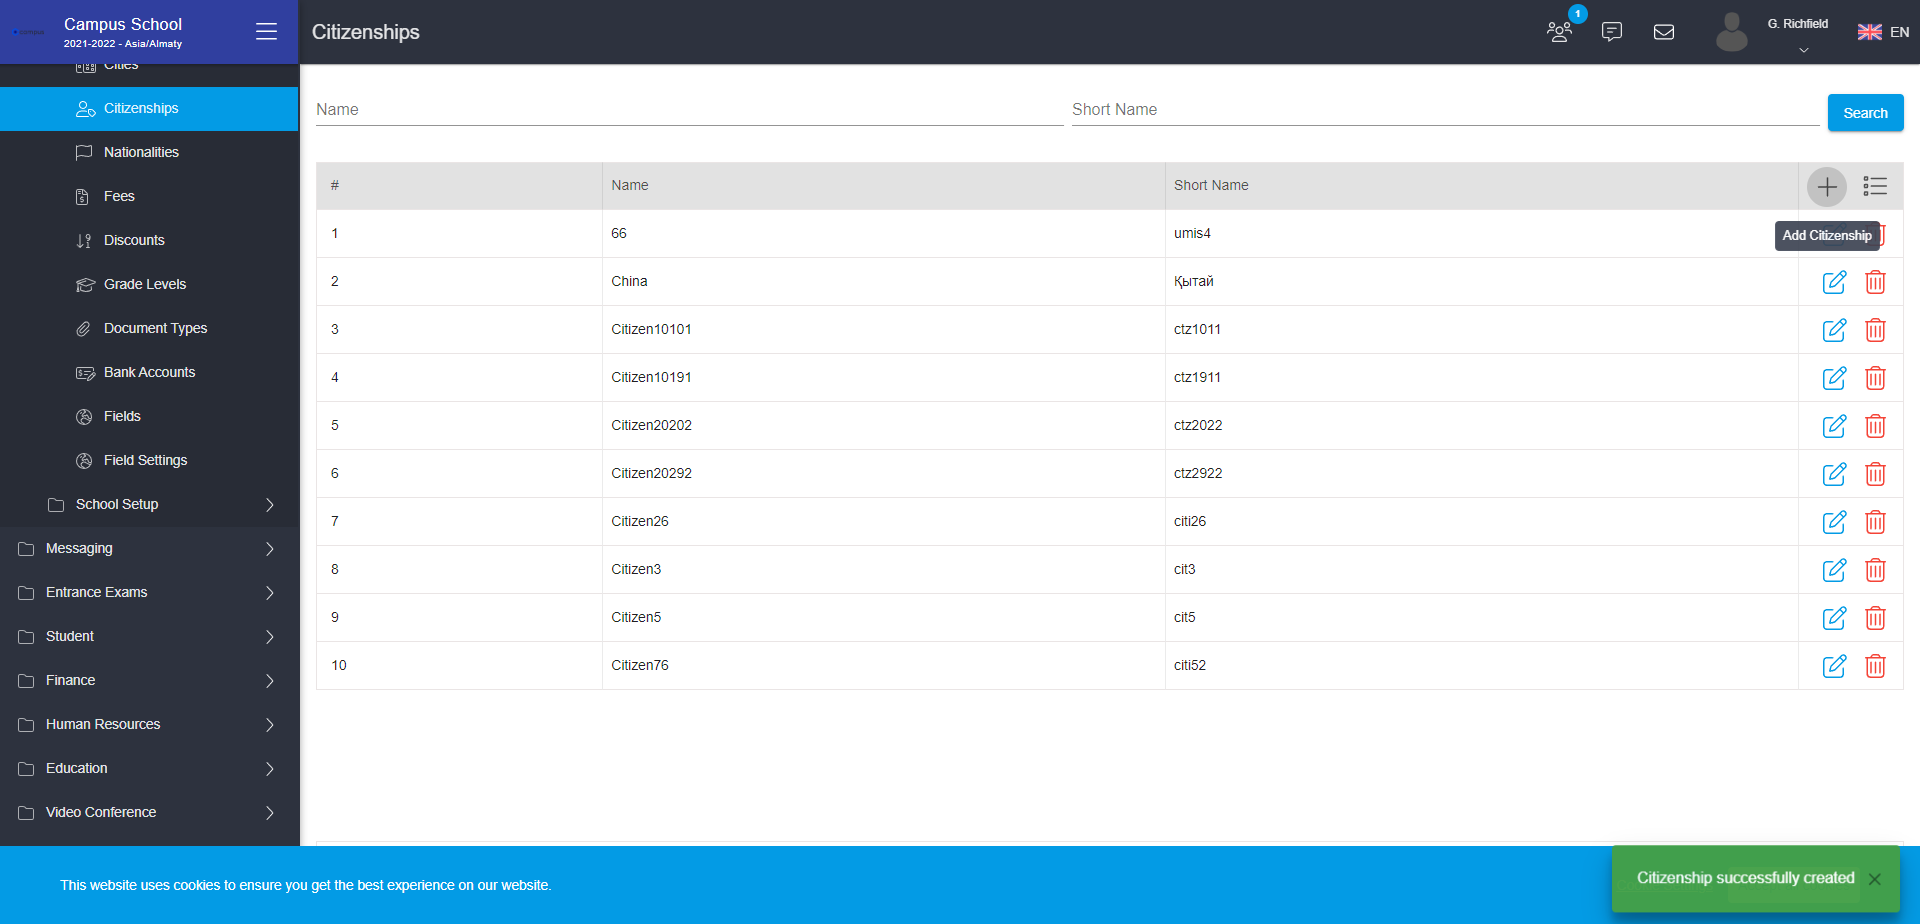 Campus School
2021-2022 - Asia/Almaty
Citizenships
1
G. Richfield
EN
Cities
Citizenships
Nationalities
Fees
Discounts
Grade Levels
Document Types
Bank Accounts
Fields
Field Settings
School Setup
Messaging
Entrance Exams
Student
Finance
Human Resources
Education
Video Conference
Name Short Name Search
# Name Short Name
Add Citizenship
1 66 umis4
2 China Қытай
3 Citizen10101 ctz1011
4 Citizen10191 ctz1911
5 Citizen20202 ctz2022
6 Citizen20292 ctz2922
7 Citizen26 citi26
8 Citizen3 cit3
9 Citizen5 cit5
10 Citizen76 citi52
This website uses cookies to ensure you get the best experience on our website.
Citizenship successfully created